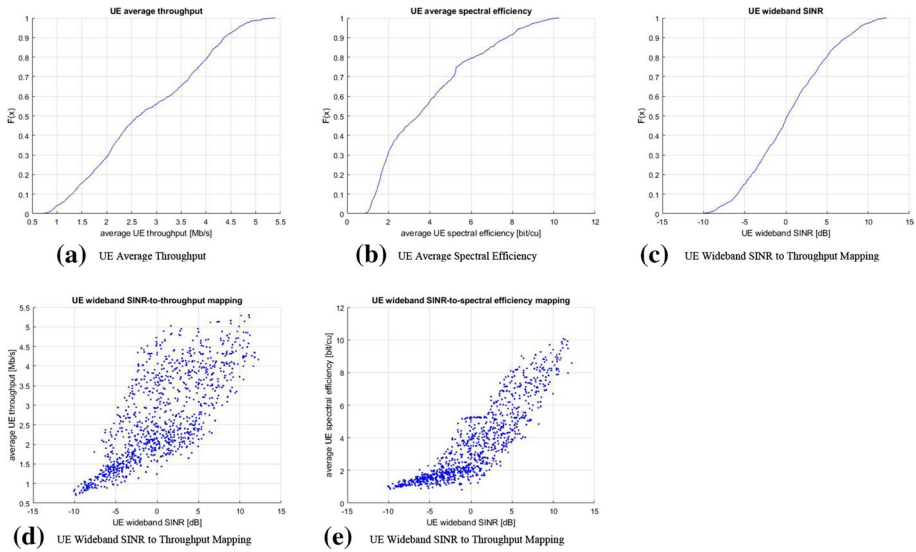 UE average throughput
1
0.9
0.8
0.7
0.6
0.5
0.4
0.3
0.2
0.1
0
F(x)
0.5 1 1.5 2 2.5 3 3.5 4 4.5 5 5.5
average UE throughput [Mb/s]
(a) UE Average Throughput
UE average spectral efficiency
1
0.9
0.8
0.7
0.6
0.5
0.4
0.3
0.2
0.1
0
F(x)
0 2 4 6 8 10 12
average UE spectral efficiency [bit/cu]
(b) UE Average Spectral Efficiency
UE wideband SINR
1
0.9
0.8
0.7
0.6
0.5
0.4
0.3
0.2
0.1
0
F(x)
-15 -10 -5 0 5 10 15
UE wideband SINR [dB]
(c) UE Wideband SINR to Throughput Mapping
UE wideband SINR-to-throughput mapping
5.5
5
4.5
4
3.5
3
2.5
2
1.5
1
0.5
average UE throughput [Mb/s]
-15 -10 -5 0 5 10 15
UE wideband SINR [dB]
(d) UE Wideband SINR to Throughput Mapping
UE wideband SINR-to-spectral efficiency mapping
12
10
8
6
4
2
0
average UE specctral efficiency [bit/cu]
-15 -10 -5 0 5 10 15
UE wideband SINR [dB]
(e) UE Wideband SINR to Throughput Mapping